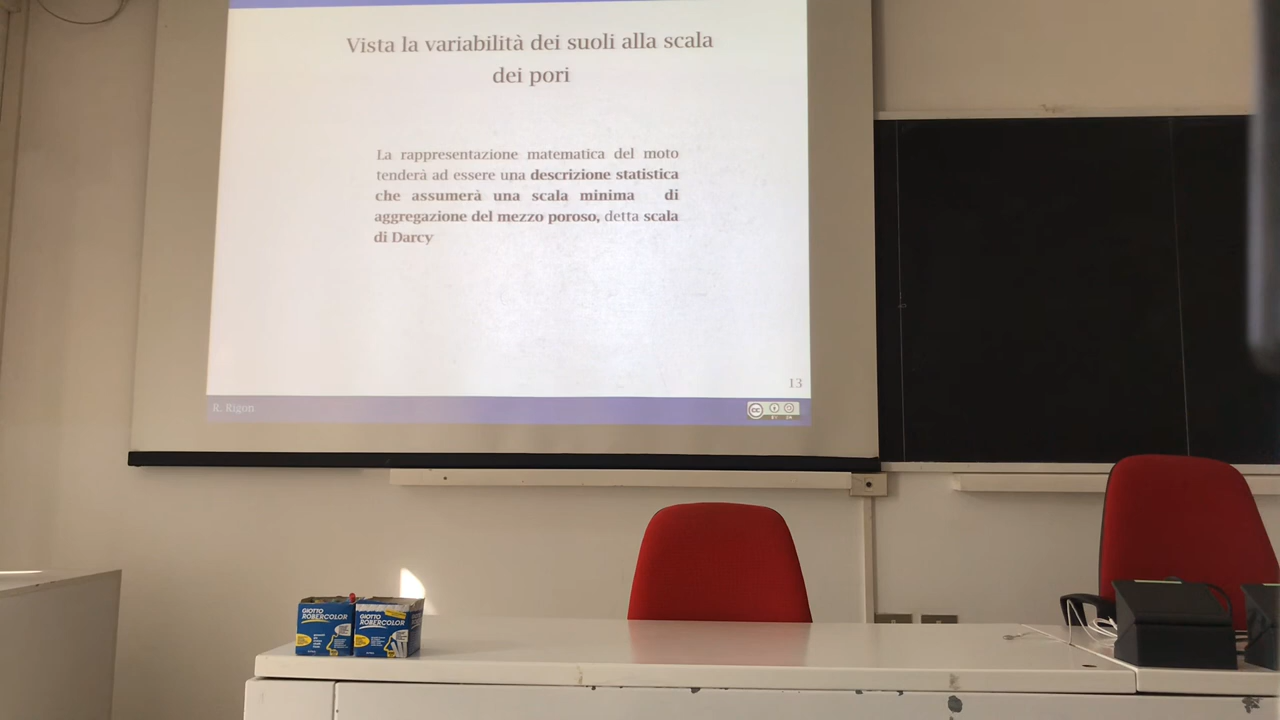 Vista la variabilità dei suoli alla scala
dei pori
La rappresentazione matematica del moto
tenderà ad essere una descrizione statistica
che assumerà una scala minima di
aggregazione del mezzo poroso, detta scala
di Darcy
13
R. Rigon
cc
GIOTTO
ROBERCOLOR
GIOTTO
ROBERCOLOR